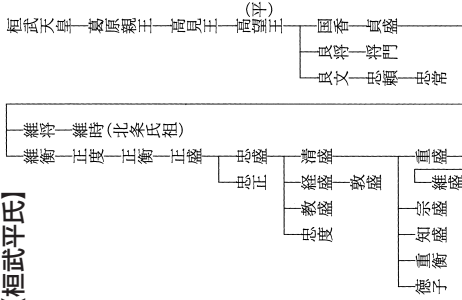 【桓武平氏】
桓武天皇―葛原親王―高見王―高望王(平)―国香―貞盛
良将―将門
良文―忠頼―忠常
維将―維時(北条氏祖)
維衡―正度―正衡―正盛―忠盛―清盛―重盛
維盛
忠正
経盛―敦盛
教盛
忠度
宗盛
知盛
重衡
徳子